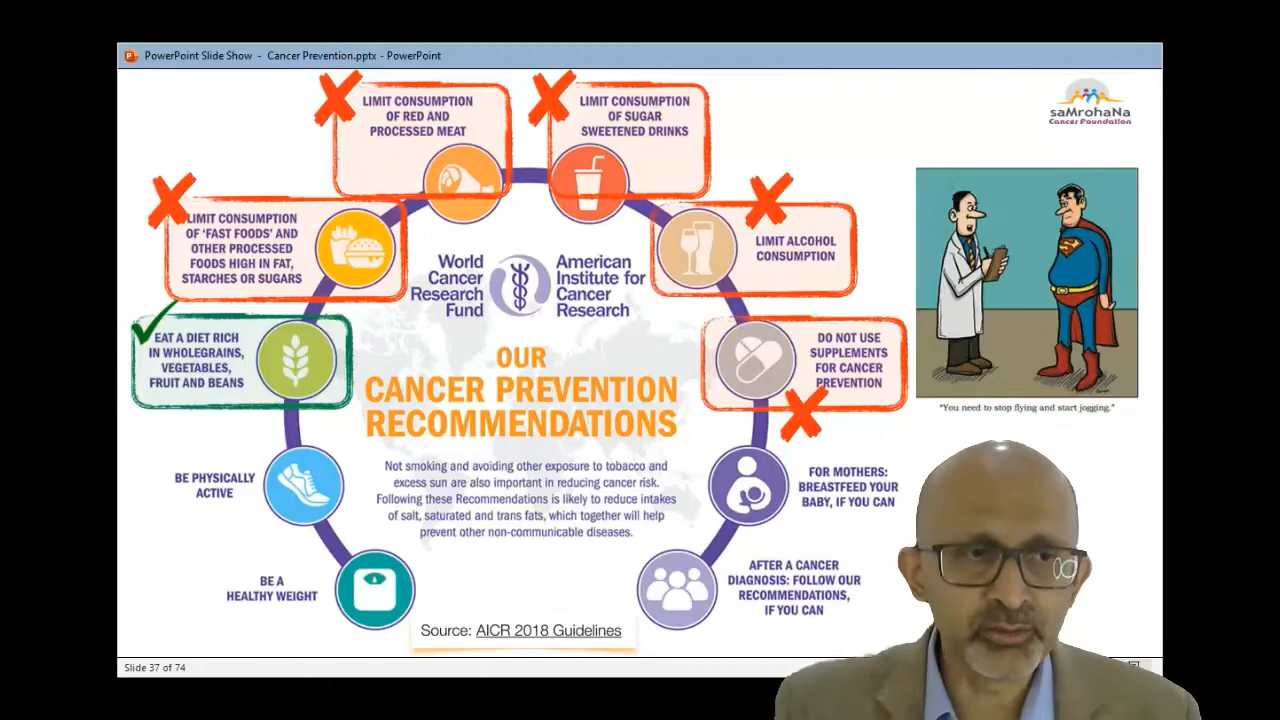 PowerPoint Slide Show - Cancer Prevention.pptx - PowerPoint
LIMIT CONSUMPTION
OF RED AND
PROCESSED MEAT
LIMIT CONSUMPTION
OF SUGAR
SWEETENED DRINKS
saMrohaNa
Cancer Foundation
LIMIT CONSUMPTION
OF 'FAST FOODS' AND
OTHER PROCESSED
FOODS HIGH IN FAT,
STARCHES OR SUGARS
LIMIT ALCOHOL
CONSUMPTION
World
Cancer
Research
Fund
American
Institute for
Cancer
Research
EAT A DIET RICH
IN WHOLEGRAINS,
VEGETABLES,
FRUIT AND BEANS
DO NOT USE
SUPPLEMENTS
FOR CANCER
PREVENTION
OUR
CANCER PREVENTION
RECOMMENDATIONS
"You need to stop flying and start jogging."
BE PHYSICALLY
ACTIVE
Not smoking and avoiding other exposure to tobacco and
excess sun are also important in reducing cancer risk.
Following these Recommendations is likely to reduce intakes
of salt, saturated and trans fats, which together will help
prevent other non-communicable diseases.
FOR MOTHERS:
BREASTFEED YOUR
BABY, IF YOU CAN
BE A
HEALTHY WEIGHT
AFTER A CANCER
DIAGNOSIS: FOLLOW OUR
RECOMMENDATIONS,
IF YOU CAN
Source: AICR 2018 Guidelines
Slide 37 of 74